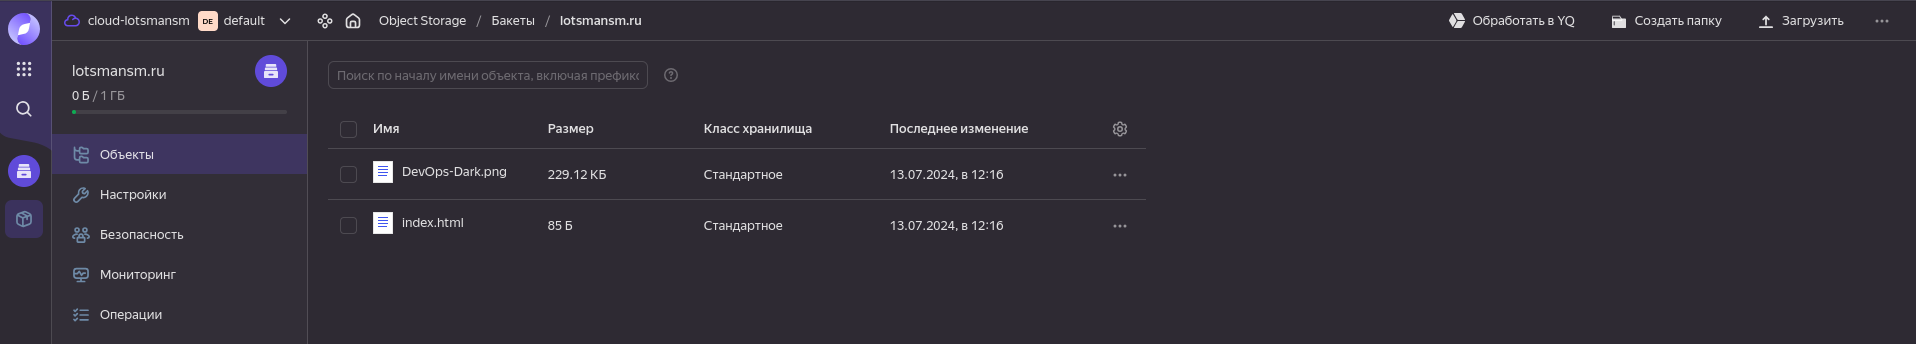 cloud-lotsmansm DE default Object Storage / Бакеты / lotsmansm.ru Обработать в YQ Создать папку Загрузить
lotsmansm.ru
0 Б / 1 ГБ
Объекты
Настройки
Безопасность
Мониторинг
Операции
Поиск по началу имени объекта, включая префикс
Имя Размер Класс хранилища Последнее изменение
DevOps-Dark.png 229.12 КБ Стандартное 13.07.2024, в 12:16
index.html 85 Б Стандартное 13.07.2024, в 12:16